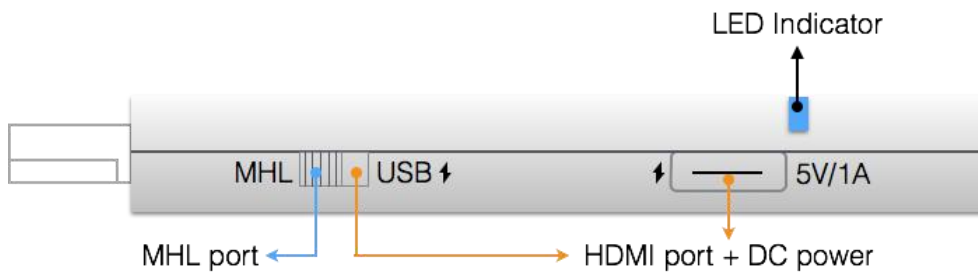 LED Indicator
MHL USB 5V/1A
MHL port HDMI port + DC power